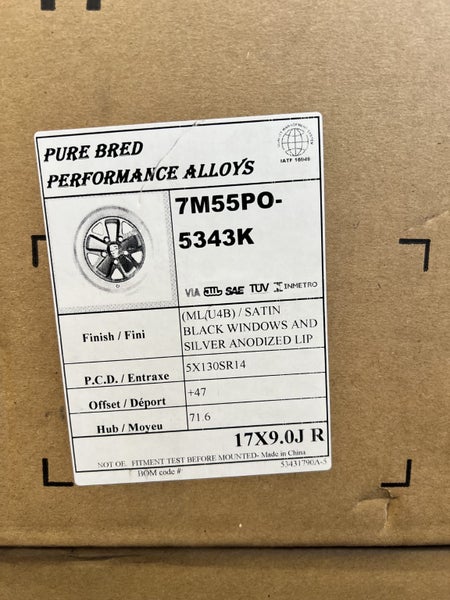 PURE BRED
PERFORMANCE ALLOYS
IATF 16949
7M55PO-
5343K
VIA JWL SAE TUV INMETRO
Finish / Fini
(ML(U4B) / SATIN
BLACK WINDOWS AND
SILVER ANODIZED LIP
P.C.D. / Entraxe
5X130SR14
Offset / Déport
+47
Hub / Moyeu
71.6
17X9.0J R
NOT OE. FITMENT TEST BEFORE MOUNTED- Made in China
BOM code #:
53431790A-5